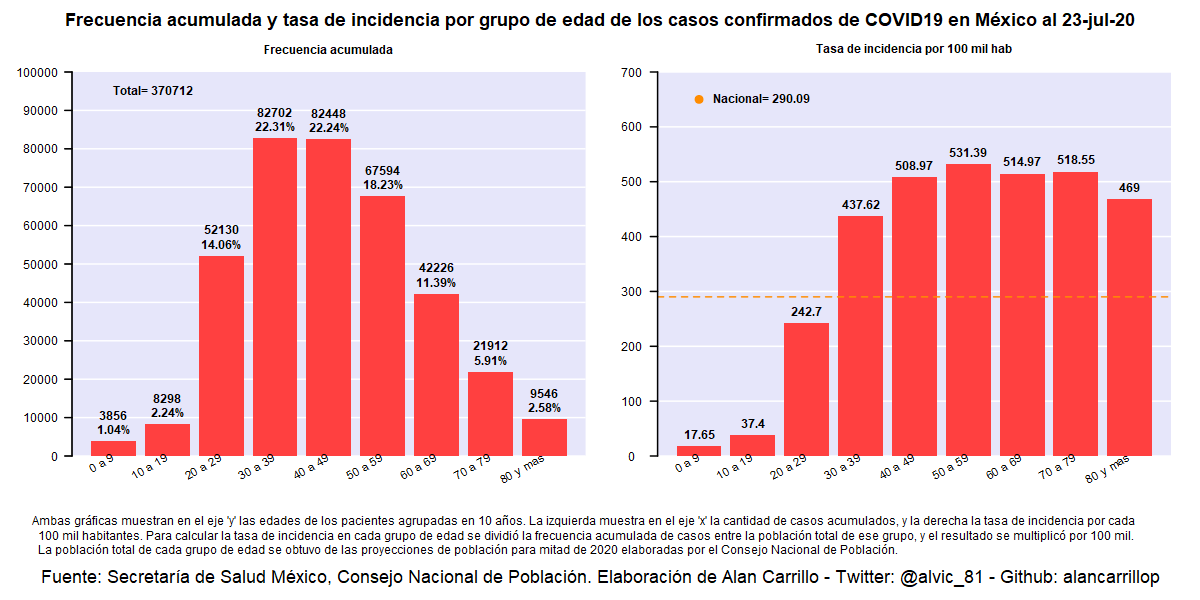 Frecuencia acumulada y tasa de incidencia por grupo de edad de los casos confirmados de COVID19 en México al 23-jul-20
Frecuencia acumulada
100000
90000
80000
70000
60000
50000
40000
30000
20000
10000
0
Total= 370712
3856
1.04%
8298
2.24%
52130
14.06%
82702
22.31%
82448
22.24%
67594
18.23%
42226
11.39%
21912
5.91%
9546
2.58%
0 a 9
10 a 19
20 a 29
30 a 39
40 a 49
50 a 59
60 a 69
70 a 79
80 y mas
Tasa de incidencia por 100 mil hab
700
600
500
400
300
200
100
0
Nacional= 290.09
17.65
37.4
242.7
437.62
508.97
531.39
514.97
518.55
469
0 a 9
10 a 19
20 a 29
30 a 39
40 a 49
50 a 59
60 a 69
70 a 79
80 y mas
Ambas gráficas muestran en el eje 'y' las edades de los pacientes agrupadas en 10 años. La izquierda muestra en el eje 'x' la cantidad de casos acumulados, y la derecha la tasa de incidencia por cada
100 mil habitantes. Para calcular la tasa de incidencia en cada grupo de edad se dividió la frecuencia acumulada de casos entre la población total de ese grupo, y el resultado se multiplicó por 100 mil.
La población total de cada grupo de edad se obtuvo de las proyecciones de población para mitad de 2020 elaboradas por el Consejo Nacional de Población.
Fuente: Secretaría de Salud México, Consejo Nacional de Población. Elaboración de Alan Carrillo - Twitter: @alvic_81 - Github: alancarrillop